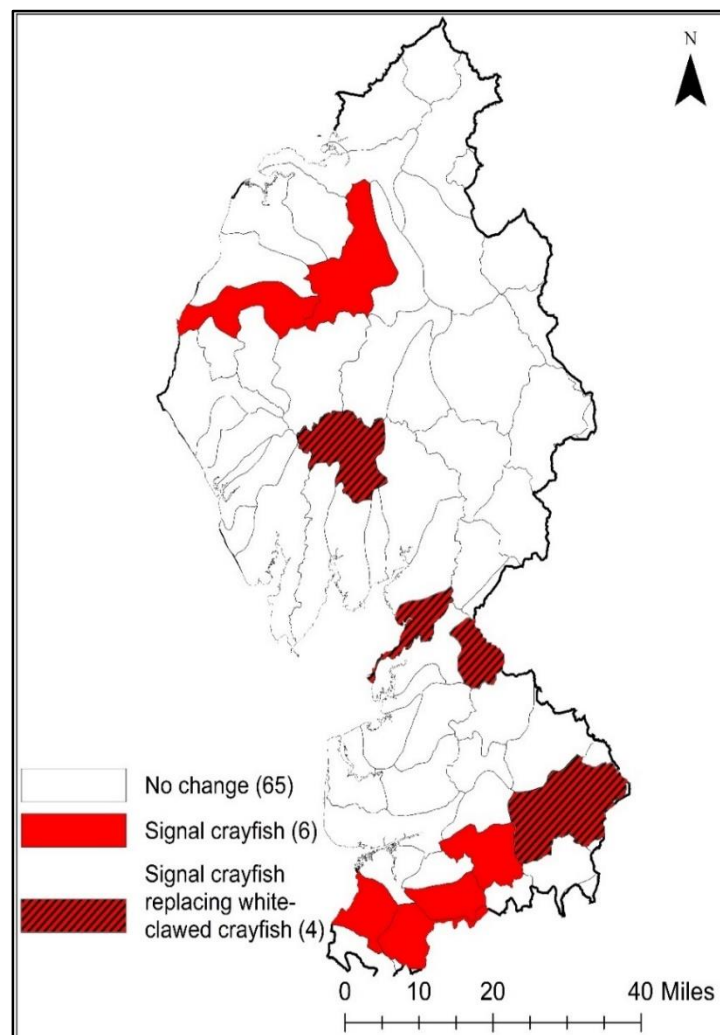 N
No change (65)
Signal crayfish (6)
Signal crayfish
replacing white-
clawed crayfish (4)
0 10 20 40 Miles